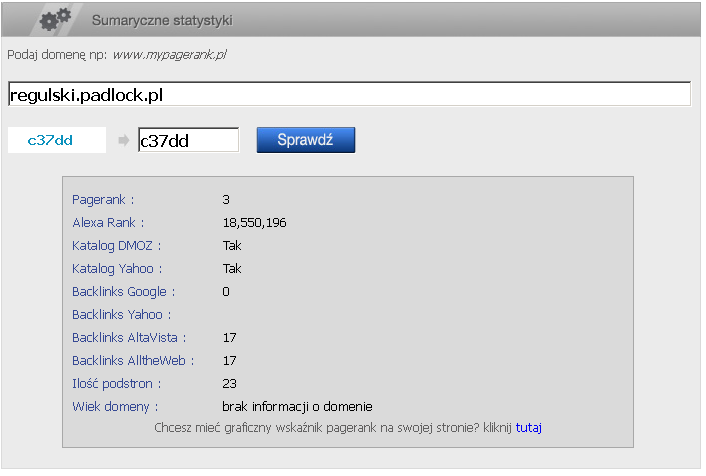 Sumaryczne statystyki
Podaj domenę np: www.mypagerank.pl
regulski.padlock.pl
c37dd c37dd Sprawdź
Pagerank : 3
Alexa Rank : 18,550,196
Katalog DMOZ : Tak
Katalog Yahoo : Tak
Backlinks Google : 0
Backlinks Yahoo :
Backlinks AltaVista : 17
Backlinks AlltheWeb : 17
Ilość podstron : 23
Wiek domeny : brak informacji o domenie
Chcesz mieć graficzny wskaźnik pagerank na swojej stronie? kliknij tutaj